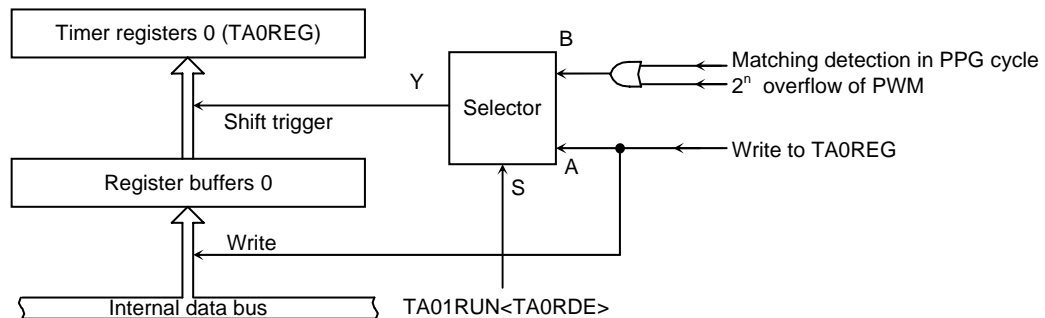 Timer registers 0 (TA0REG)
B
Matching detection in PPG cycle
2ⁿ overflow of PWM
Y
Selector
Shift trigger
Write to TA0REG
A
Register buffers 0
S
Write
Internal data bus
TA01RUN<TA0RDE>